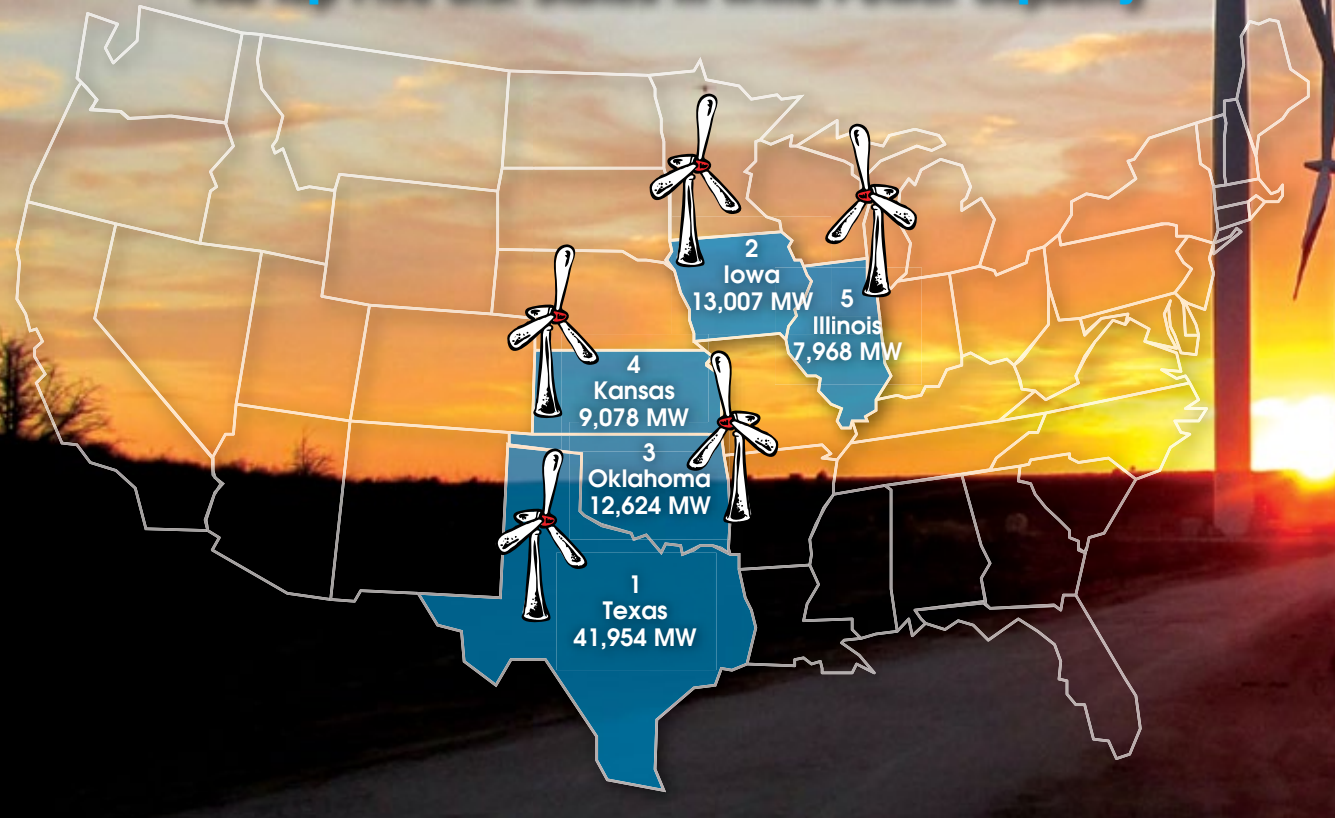 2
Iowa
13,007 MW
5
Illinois
7,968 MW
4
Kansas
9,078 MW
3
Oklahoma
12,624 MW
1
Texas
41,954 MW